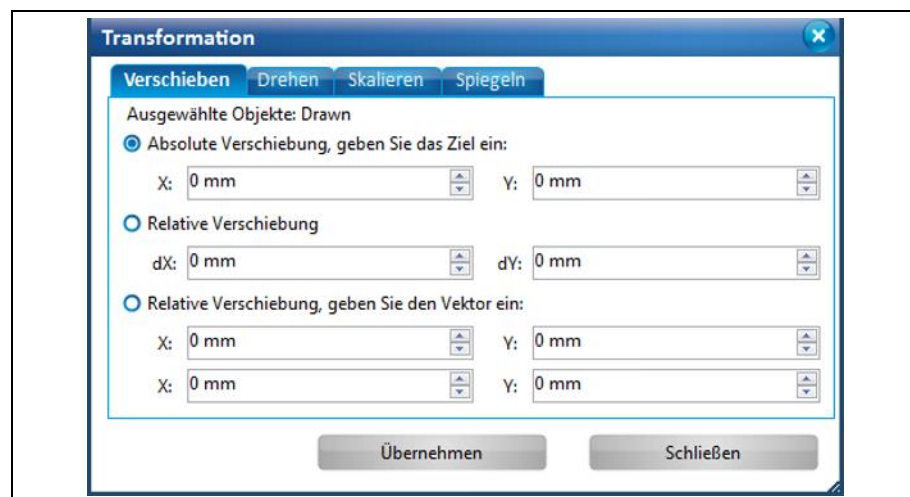 Transformation
Verschieben Drehen Skalieren Spiegeln
Ausgewählte Objekte: Drawn
Absolute Verschiebung, geben Sie das Ziel ein:
X: 0 mm Y: 0 mm
Relative Verschiebung
dX: 0 mm dY: 0 mm
Relative Verschiebung, geben Sie den Vektor ein:
X: 0 mm Y: 0 mm
X: 0 mm Y: 0 mm
Übernehmen Schließen